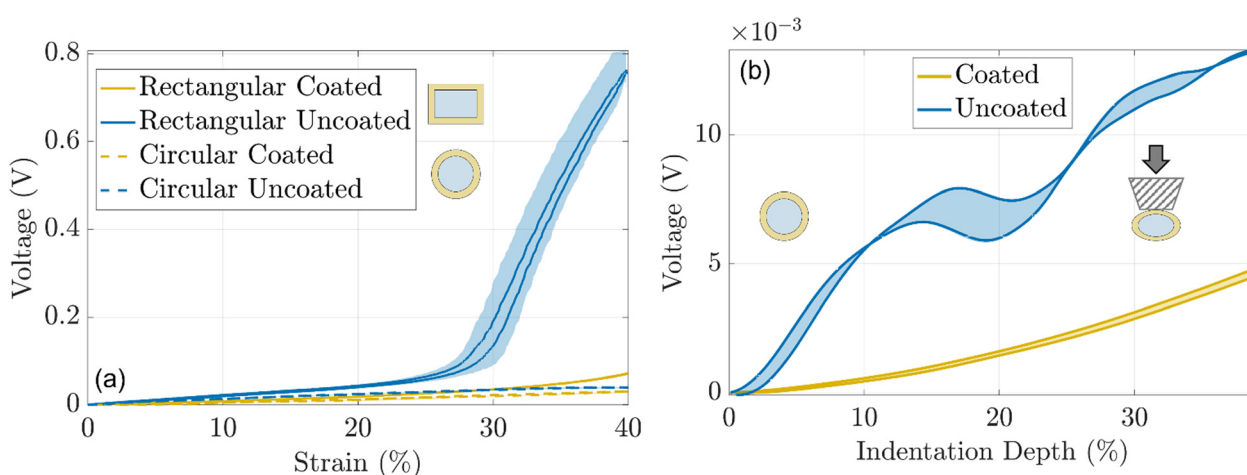 0.8
0.6
0.4
0.2
0
Voltage (V)
Rectangular Coated
Rectangular Uncoated
Circular Coated
Circular Uncoated
(a)
0 10 20 30 40
Strain (%)
×10⁻³
10
5
0
Voltage (V)
(b)
Coated
Uncoated
0 10 20 30
Indentation Depth (%)